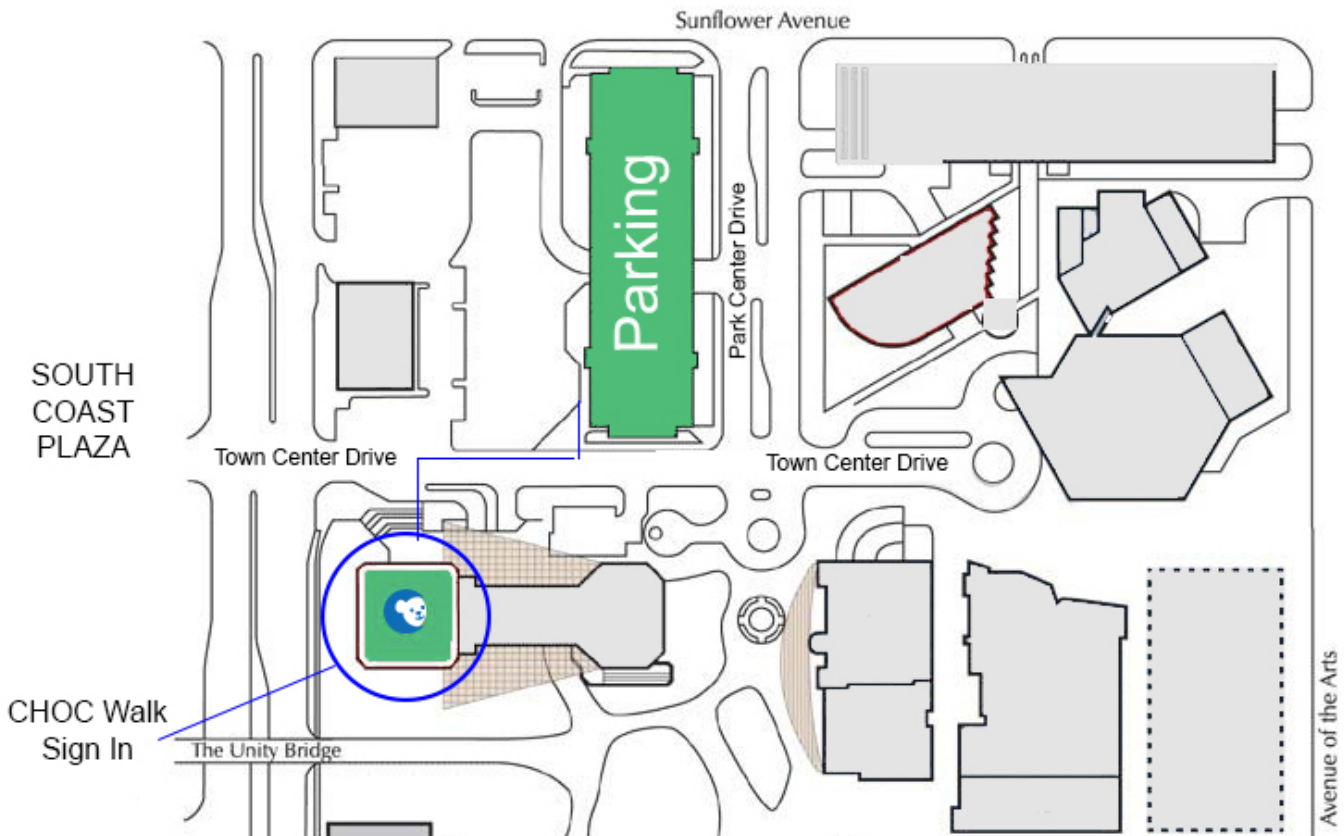 Sunflower Avenue
Parking
Park Center Drive
SOUTH
COAST
PLAZA
Town Center Drive
Town Center Drive
CHOC Walk
Sign In
The Unity Bridge
Avenue of the Arts